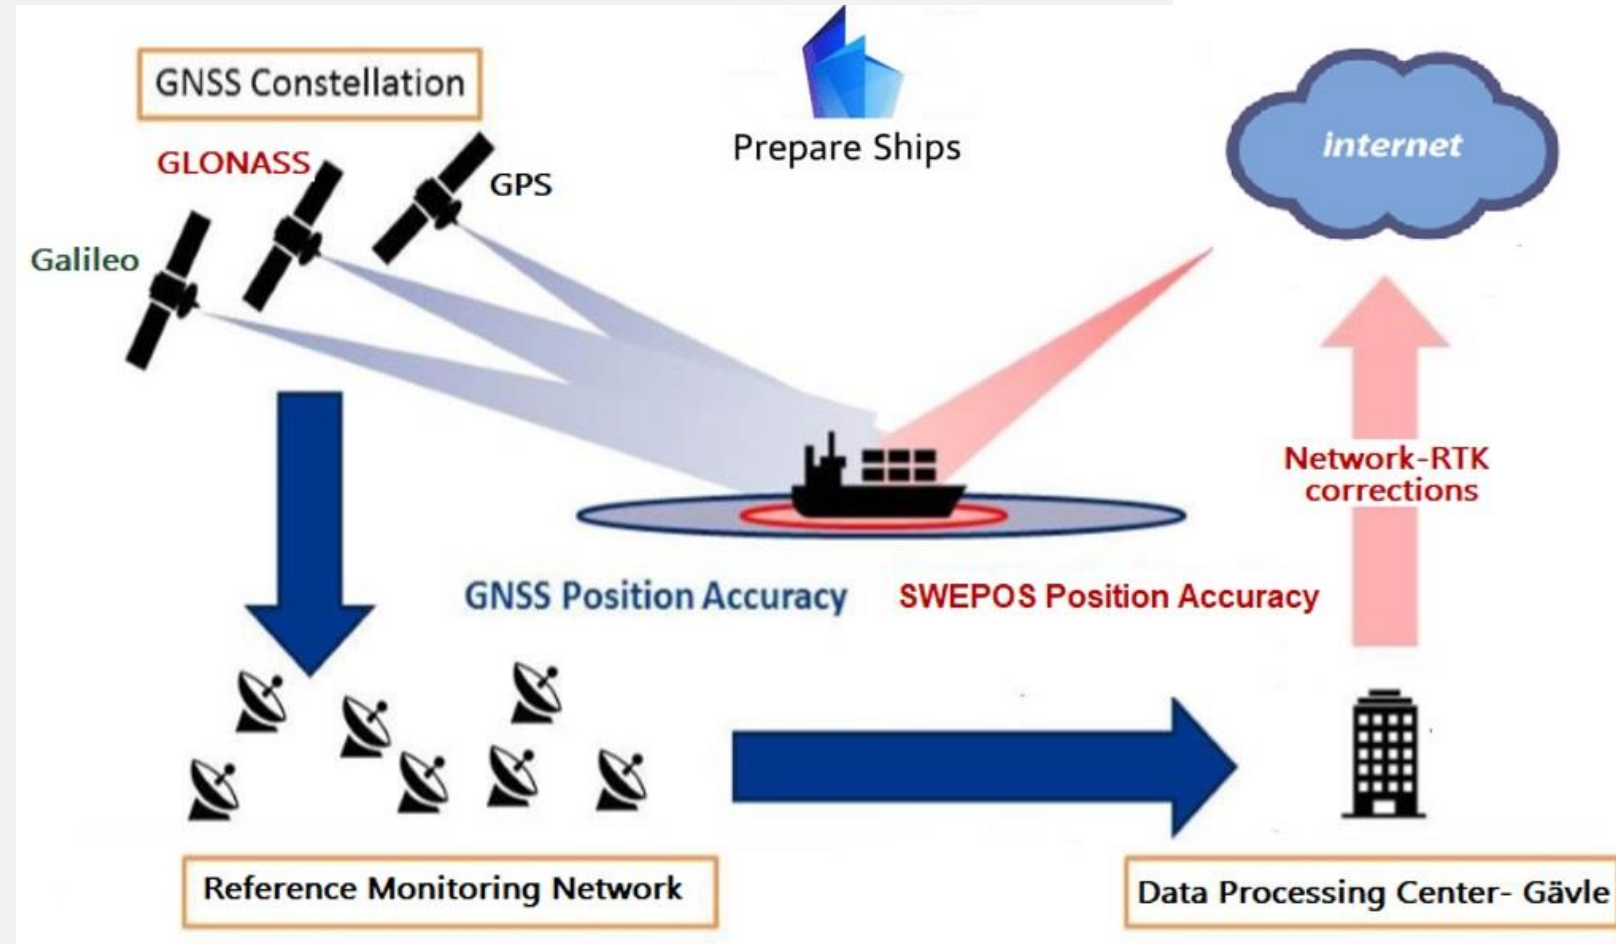 GNSS Constellation
Prepare Ships
internet
GLONASS
GPS
Galileo
Network-RTK
corrections
GNSS Position Accuracy
SWEPOS Position Accuracy
Reference Monitoring Network
Data Processing Center- Gävle